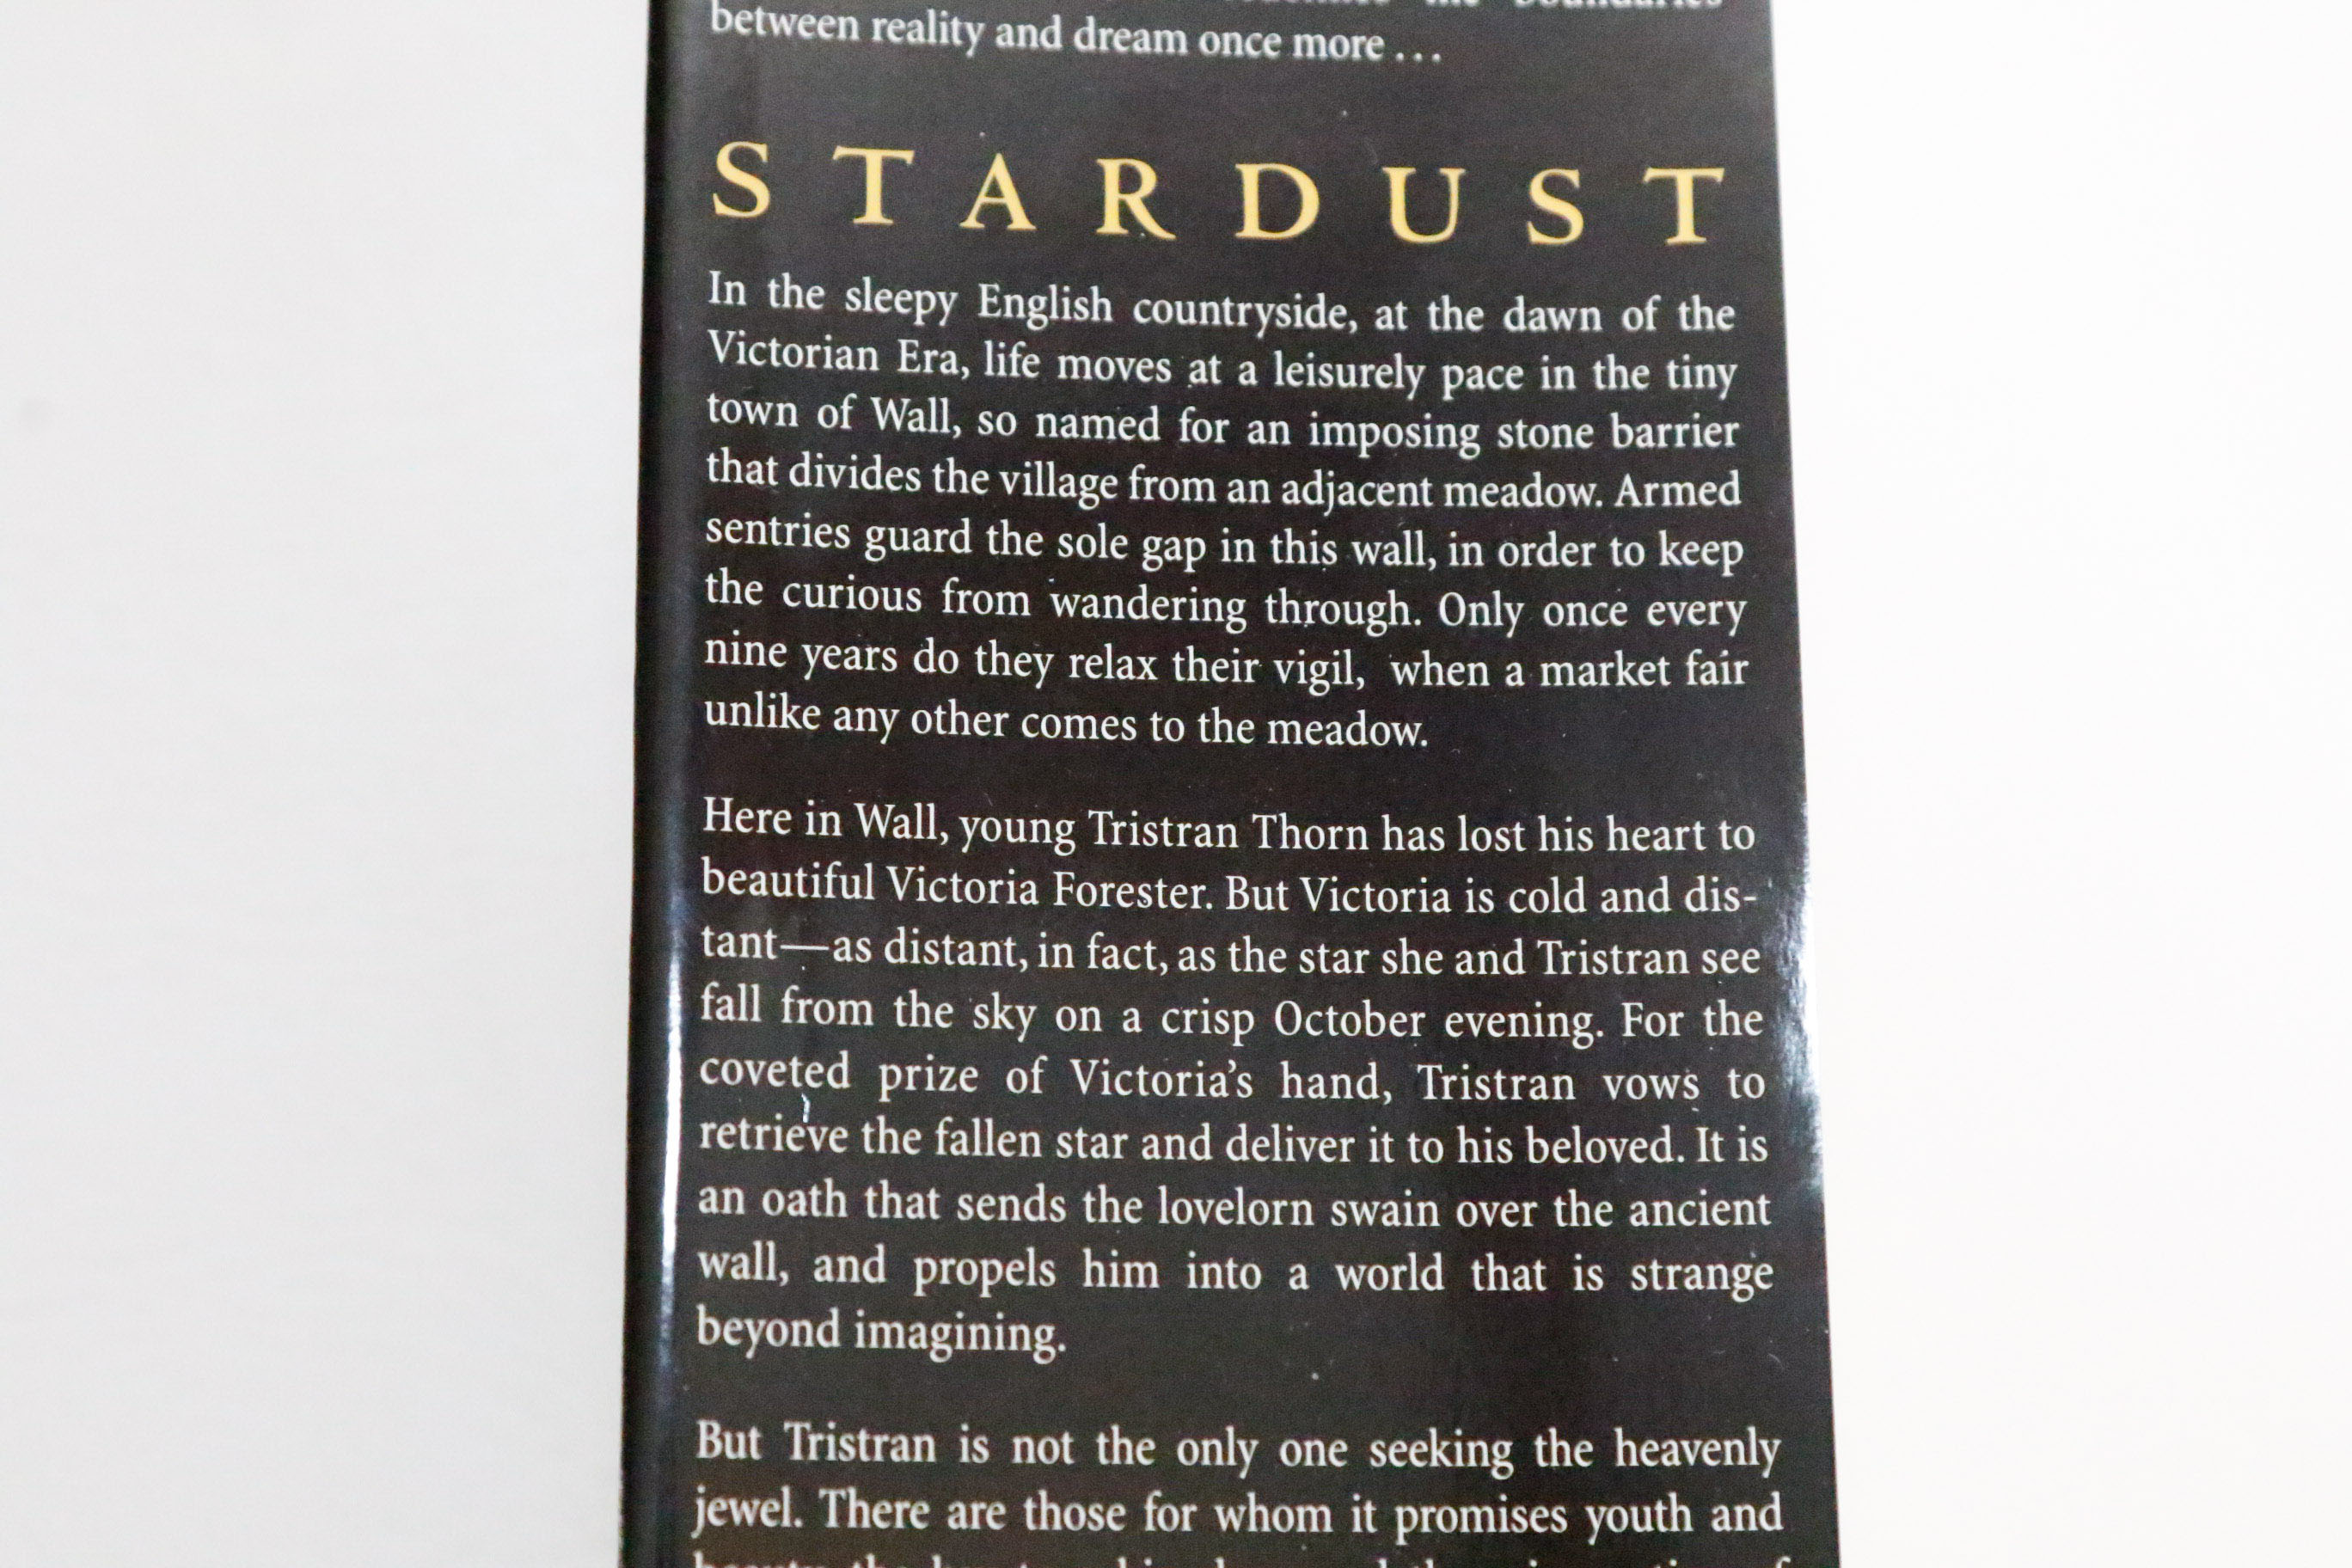 the boundaries
between reality and dream once more . . .
STARDUST
In the sleepy English countryside, at the dawn of the
Victorian Era, life moves at a leisurely pace in the tiny
town of Wall, so named for an imposing stone barrier
that divides the village from an adjacent meadow. Armed
sentries guard the sole gap in this wall, in order to keep
the curious from wandering through. Only once every
nine years do they relax their vigil, when a market fair
unlike any other comes to the meadow.
Here in Wall, young Tristran Thorn has lost his heart to
beautiful Victoria Forester. But Victoria is cold and dis-
tant—as distant, in fact, as the star she and Tristran see
fall from the sky on a crisp October evening. For the
coveted prize of Victoria's hand, Tristran vows to
retrieve the fallen star and deliver it to his beloved. It is
an oath that sends the lovelorn swain over the ancient
wall, and propels him into a world that is strange
beyond imagining.
But Tristran is not the only one seeking the heavenly
jewel. There are those for whom it promises youth and